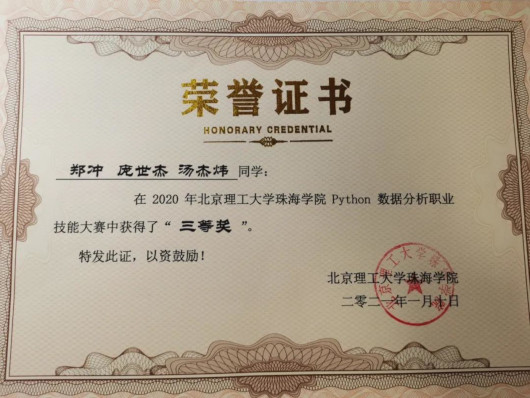 荣誉证书
HONORARY CREDENTIAL
郑冲 庞世杰 汤杰炜 同学：
在 2020 年北京理工大学珠海学院 Python 数据分析职业
技能大赛中获得了“ 三等奖 ”。
特发此证，以资鼓励！
北京理工大学珠海学院
二零二一年一月十日